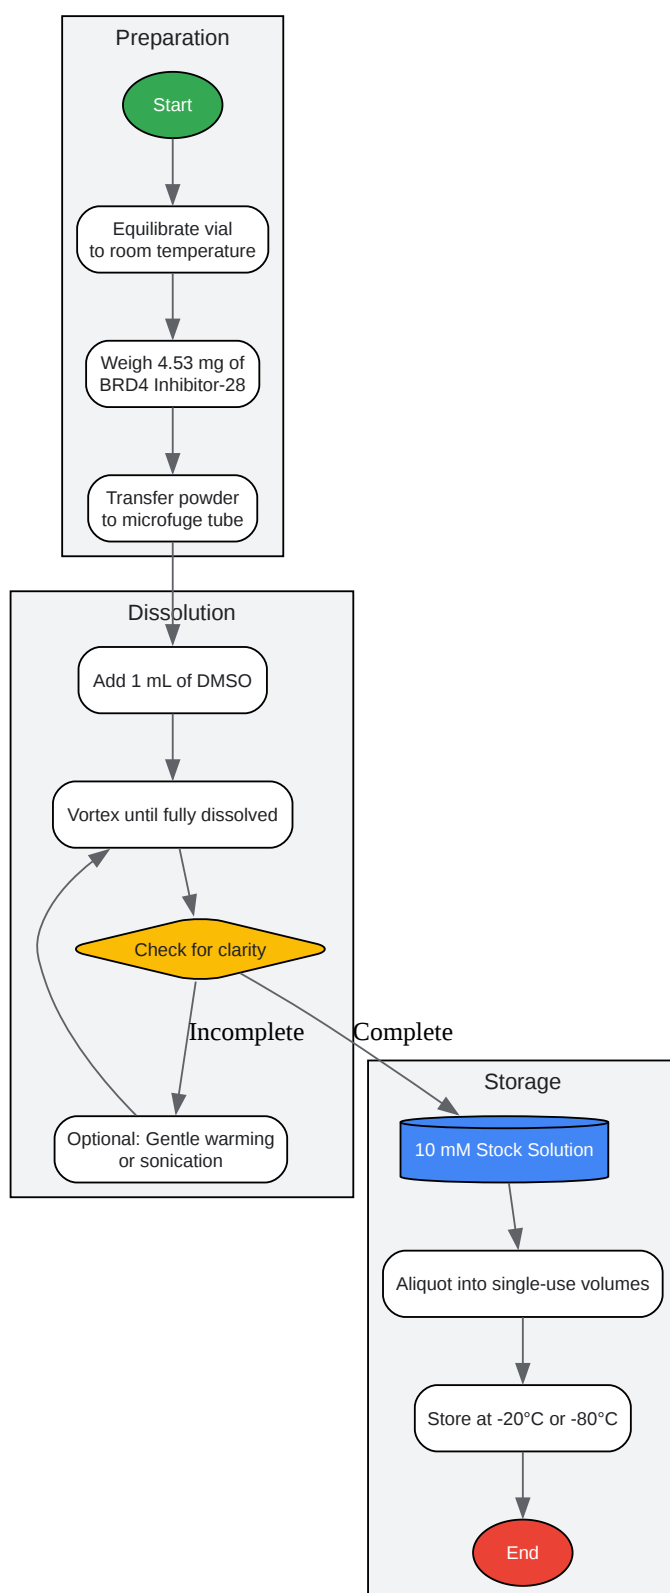 Preparation
Start
Equilibrate vial
to room temperature
Weigh 4.53 mg of
BRD4 Inhibitor-28
Transfer powder
to microfuge tube
Dissolution
Add 1 mL of DMSO
Vortex until fully dissolved
Check for clarity
Incomplete
Complete
Optional: Gentle warming
or sonication
Storage
10 mM Stock Solution
Aliquot into single-use volumes
Store at -20°C or -80°C
End